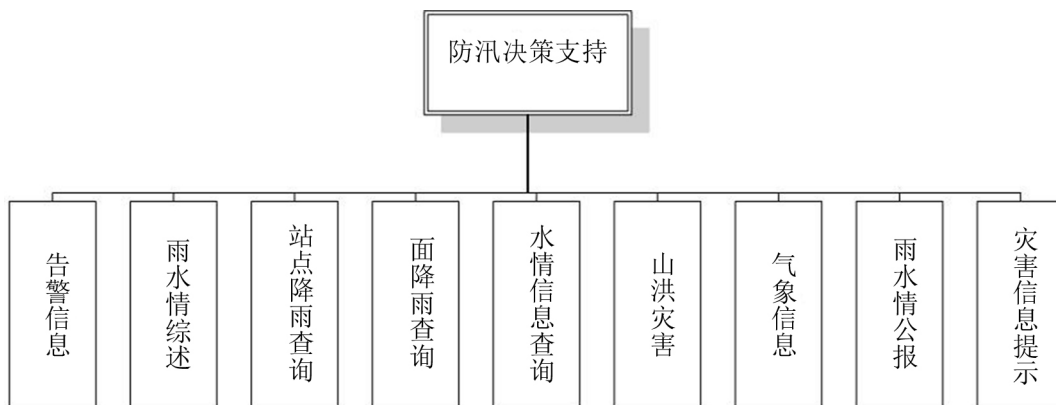 防汛决策支持
告警信息
雨水情综述
站点降雨查询
面降雨查询
水情信息查询
山洪灾害
气象信息
雨水情公报
灾害信息提示